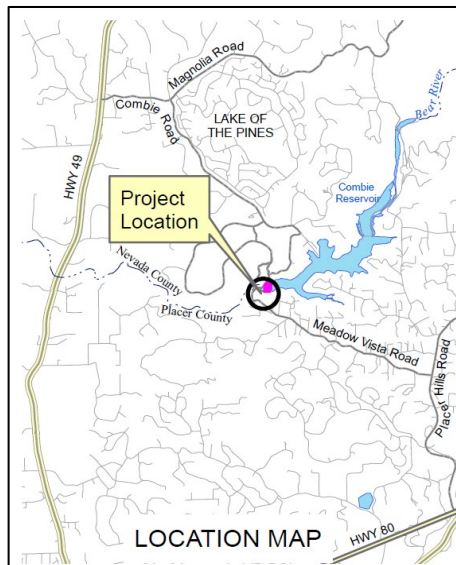 Magnolia Road
Combie Road
LAKE OF
THE PINES
Bear River
HWY 49
Combie
Reservoir
Project
Location
Nevada County
Placer County
Meadow Vista Road
Placer Hills Road
LOCATION MAP
HWY 80